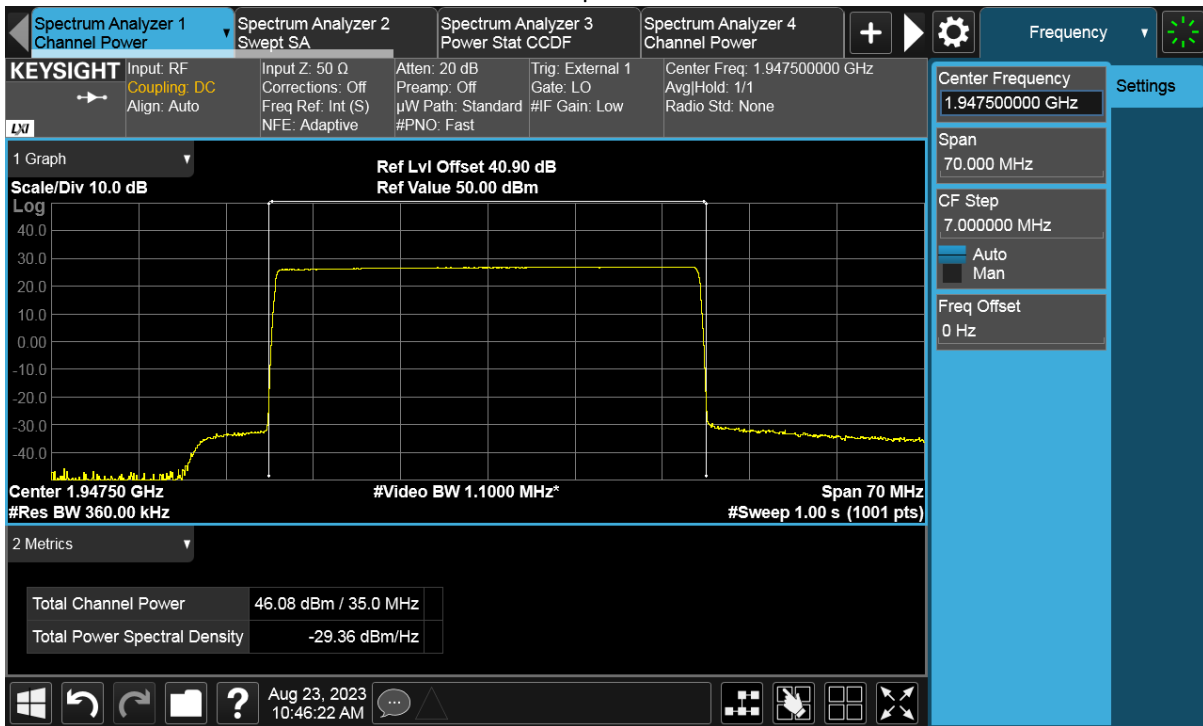 Spectrum Analyzer 1
Channel Power
Spectrum Analyzer 2
Swept SA
Spectrum Analyzer 3
Power Stat CCDF
Spectrum Analyzer 4
Channel Power
+
Frequency
KEYSIGHT
LXI
Input: RF
Coupling: DC
Align: Auto
Input Z: 50 Ω
Corrections: Off
Freq Ref: Int (S)
NFE: Adaptive
Atten: 20 dB
Preamp: Off
µW Path: Standard
#PNO: Fast
Trig: External 1
Gate: LO
#IF Gain: Low
Center Freq: 1.947500000 GHz
Avg|Hold: 1/1
Radio Std: None
Center Frequency
1.947500000 GHz
Settings
Span
70.000 MHz
CF Step
7.000000 MHz
Auto
Man
Freq Offset
0 Hz
1 Graph
Scale/Div 10.0 dB
Ref Lvl Offset 40.90 dB
Ref Value 50.00 dBm
Log
40.0
30.0
20.0
10.0
0.00
-10.0
-20.0
-30.0
-40.0
Center 1.94750 GHz
#Video BW 1.1000 MHz*
Span 70 MHz
#Res BW 360.00 kHz
#Sweep 1.00 s (1001 pts)
2 Metrics
Total Channel Power 46.08 dBm / 35.0 MHz
Total Power Spectral Density -29.36 dBm/Hz
?
Aug 23, 2023
10:46:22 AM